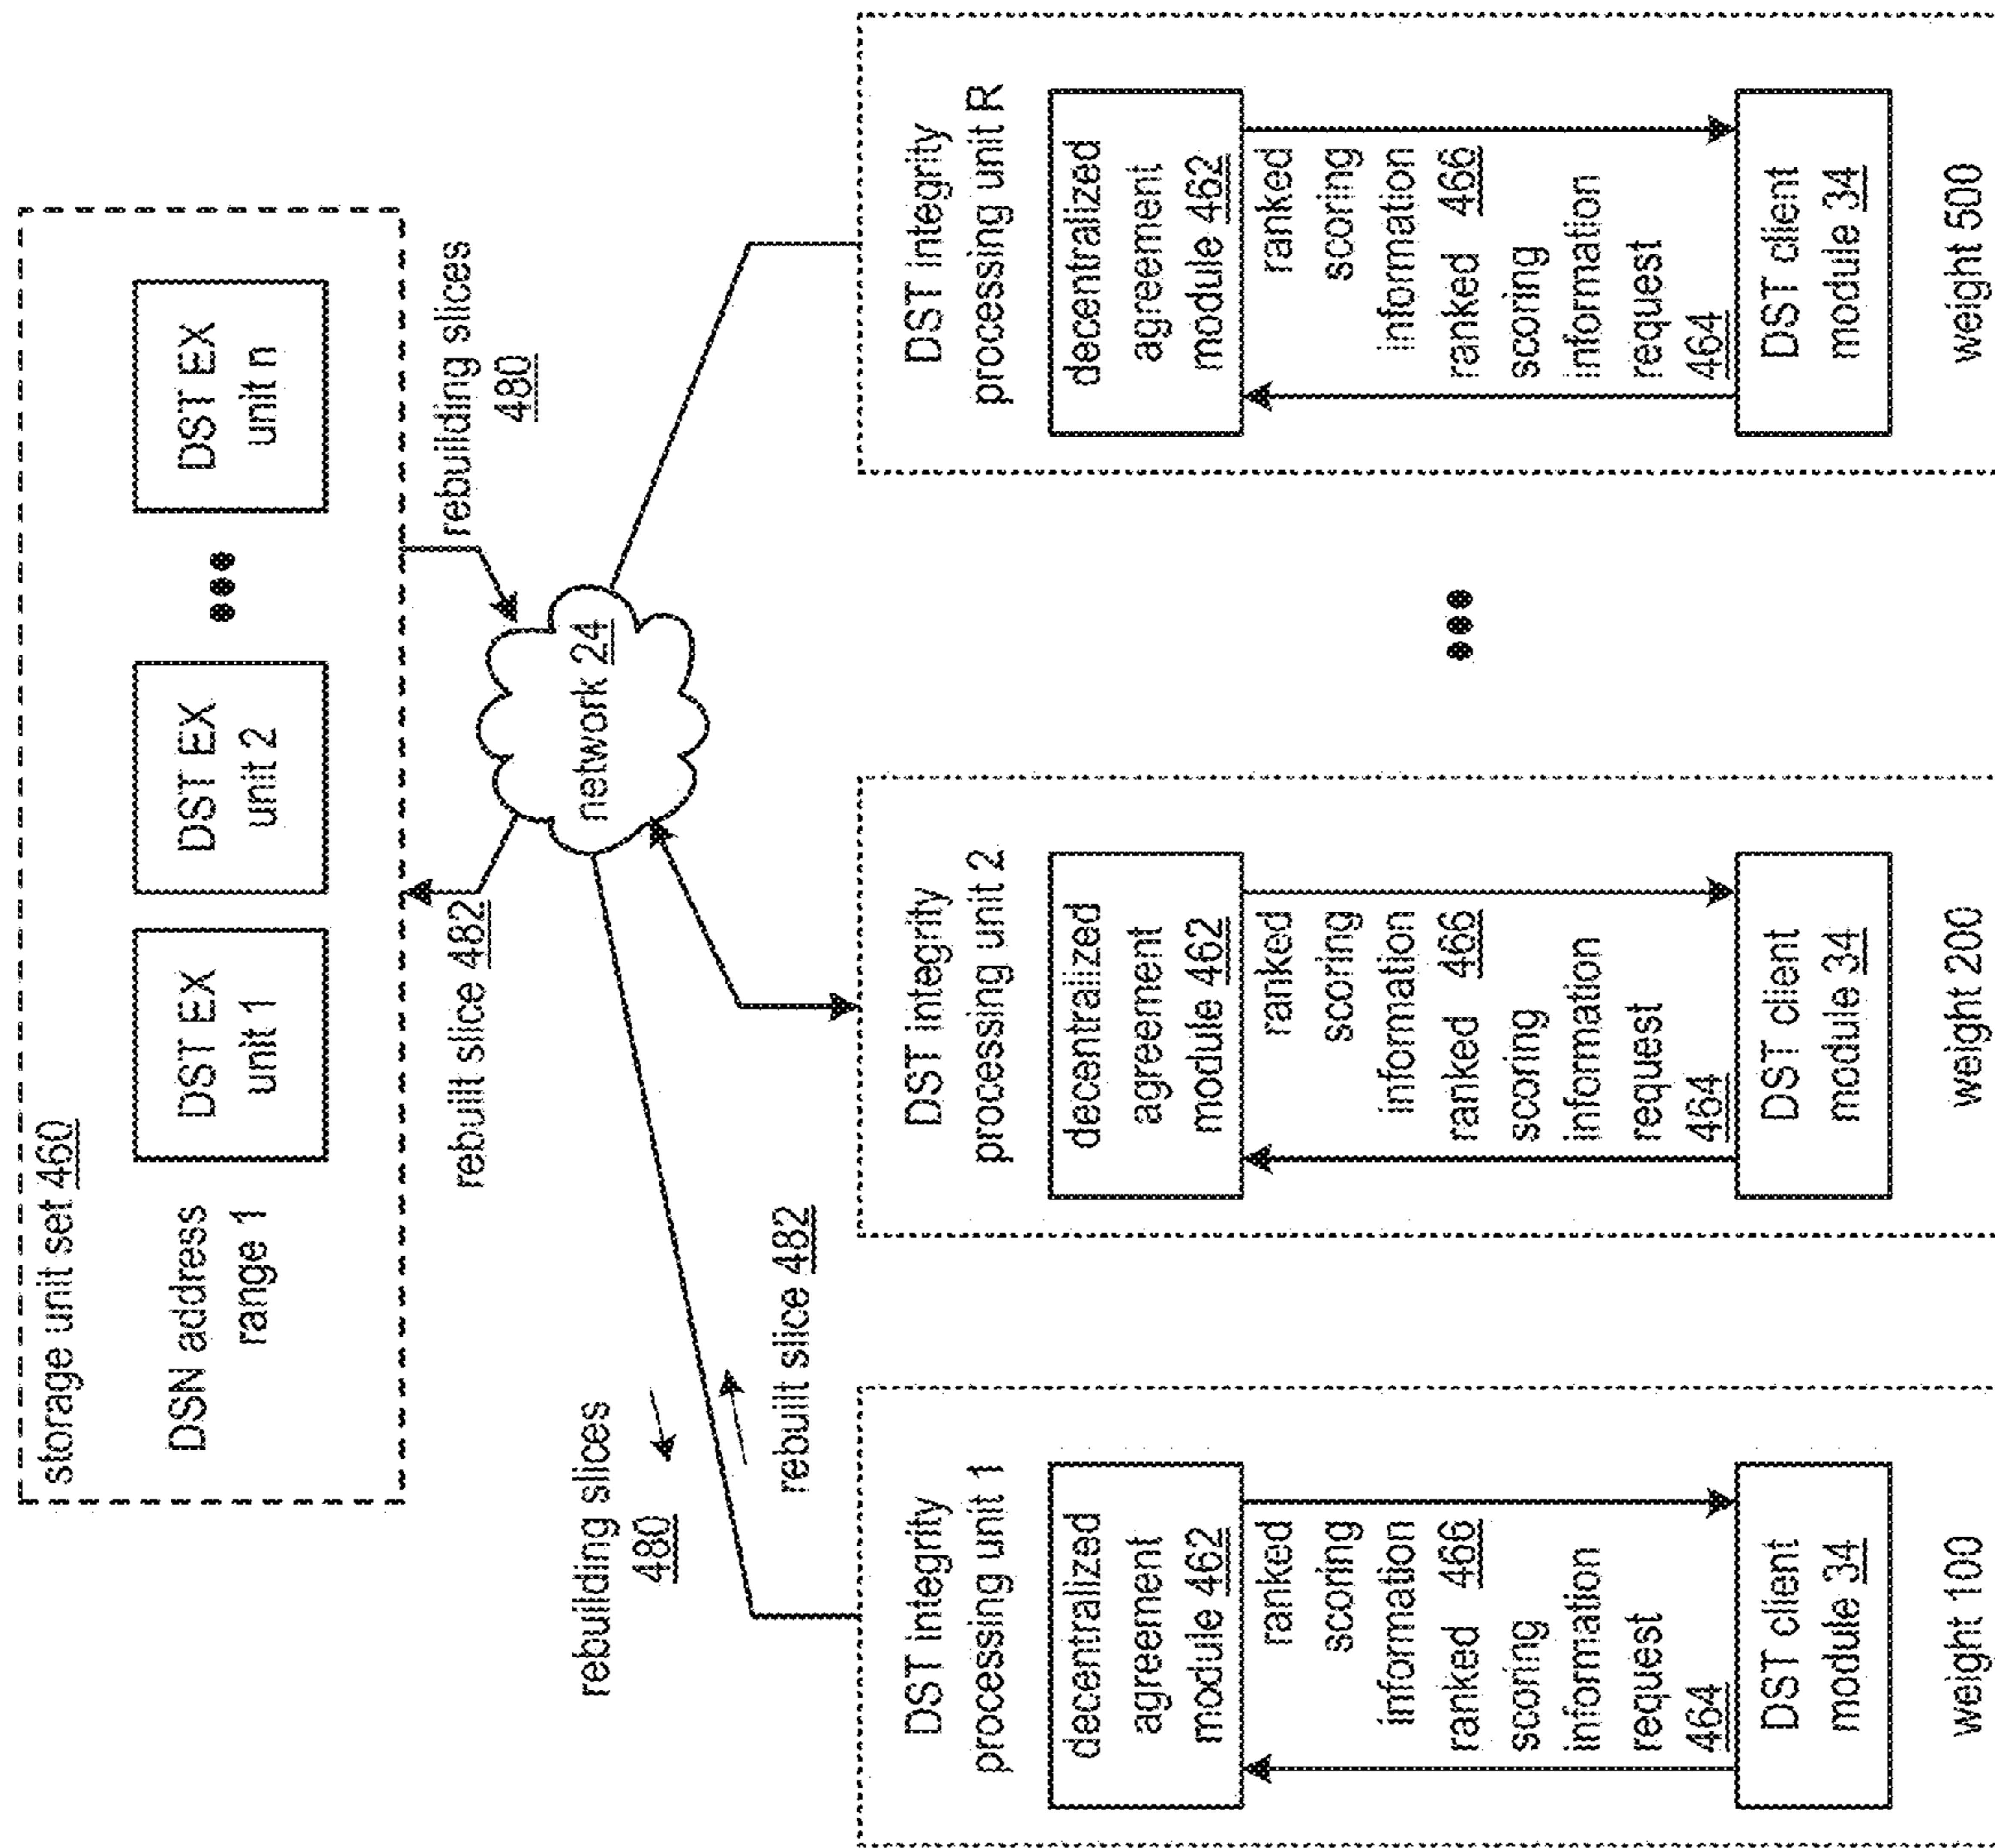 storage unit set 460
DSN address
range 1
DST EX
unit 1
DST EX
unit 2
DST EX
unit n
rebuilt slice 482
rebuilding slices
480
network 24
rebuilding slices
480
rebuilt slice 482
DST integrity
processing unit 1
decentralized
agreement
module 462
ranked
scoring
information
466
ranked
scoring
information
request
464
DST client
module 34
weight 100
DST integrity
processing unit 2
decentralized
agreement
module 462
ranked
scoring
information
466
ranked
scoring
information
request
464
DST client
module 34
weight 200
DST integrity
processing unit R
decentralized
agreement
module 462
ranked
scoring
information
466
ranked
scoring
information
request
464
DST client
module 34
weight 500